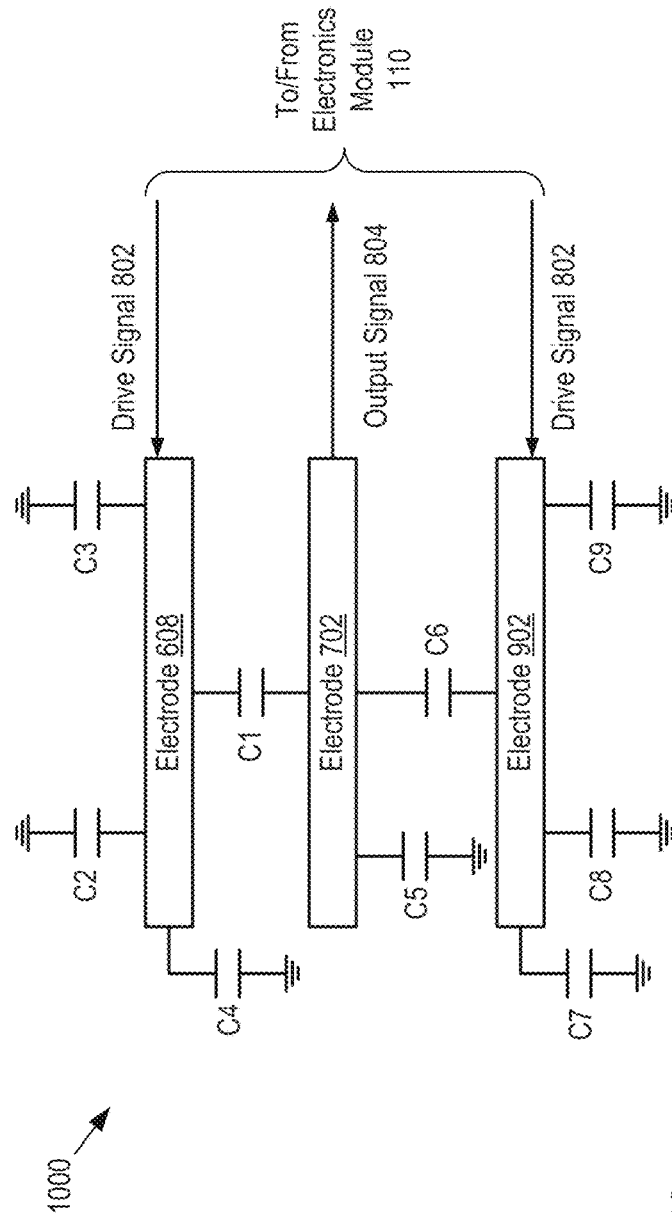 1000
C2
C3
Drive Signal 802
Electrode 608
C4
C1
To/From
Electronics
Module
110
Electrode 702
Output Signal 804
C5
C6
Electrode 902
Drive Signal 802
C7
C8
C9